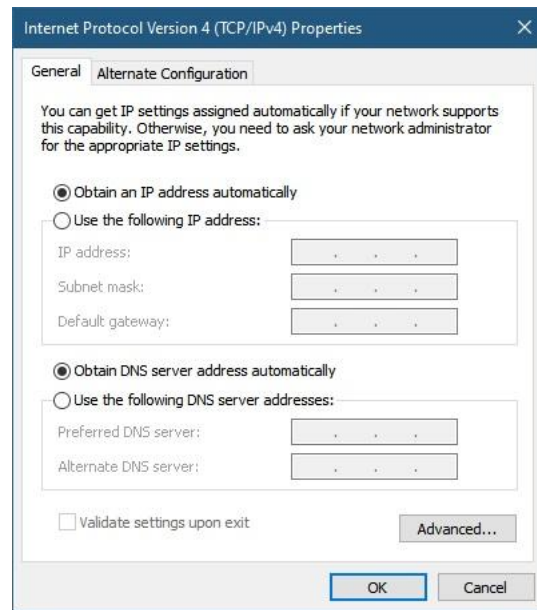 Internet Protocol Version 4 (TCP/IPv4) Properties
General
Alternate Configuration
You can get IP settings assigned automatically if your network supports
this capability. Otherwise, you need to ask your network administrator
for the appropriate IP settings.
Obtain an IP address automatically
Use the following IP address:
IP address:
Subnet mask:
Default gateway:
Obtain DNS server address automatically
Use the following DNS server addresses:
Preferred DNS server:
Alternate DNS server:
Validate settings upon exit
Advanced...
OK
Cancel